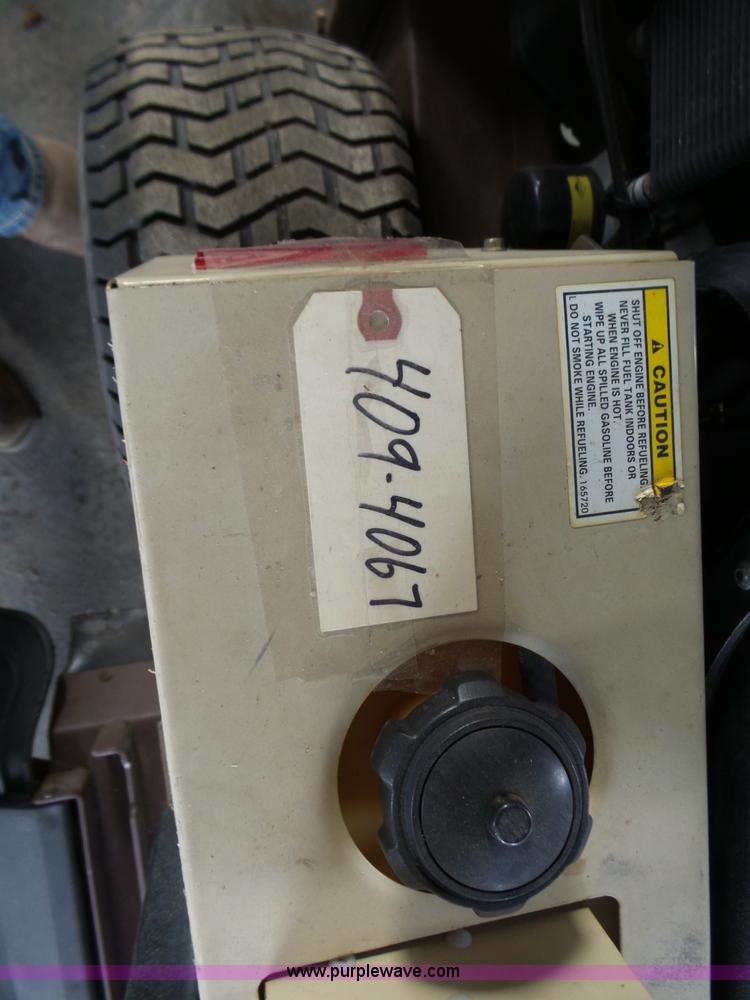 409-4067
⚠ CAUTION
SHUT OFF ENGINE BEFORE REFUELING.
NEVER FILL FUEL TANK INDOORS OR
WHEN ENGINE IS HOT.
WIPE UP ALL SPILLED GASOLINE BEFORE
STARTING ENGINE.
DO NOT SMOKE WHILE REFUELING. 165720
www.purplewave.com